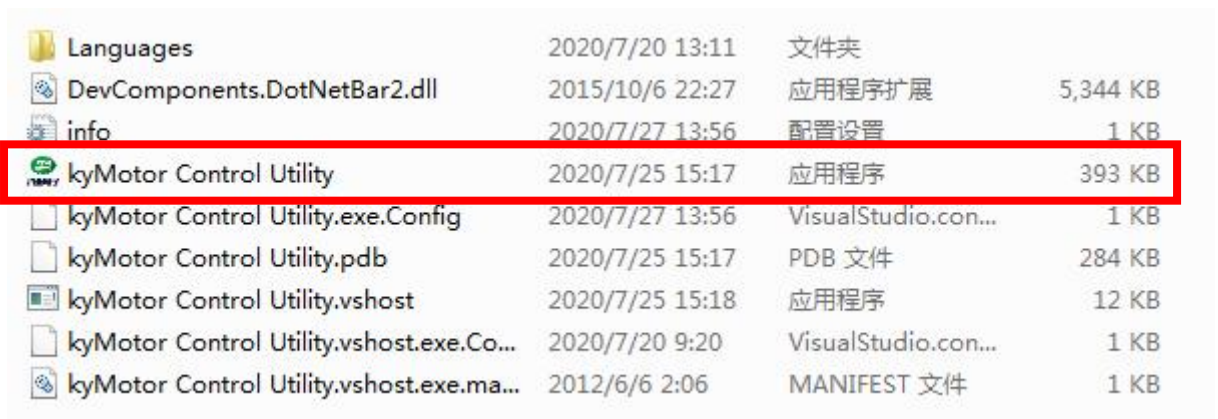 Languages 2020/7/20 13:11 文件夹
DevComponents.DotNetBar2.dll 2015/10/6 22:27 应用程序扩展 5,344 KB
info 2020/7/27 13:56 配置设置 1 KB
kyMotor Control Utility 2020/7/25 15:17 应用程序 393 KB
kyMotor Control Utility.exe.Config 2020/7/27 13:56 VisualStudio.con... 1 KB
kyMotor Control Utility.pdb 2020/7/25 15:17 PDB 文件 284 KB
kyMotor Control Utility.vshost 2020/7/25 15:18 应用程序 12 KB
kyMotor Control Utility.vshost.exe.Co... 2020/7/20 9:20 VisualStudio.con... 1 KB
kyMotor Control Utility.vshost.exe.ma... 2012/6/6 2:06 MANIFEST 文件 1 KB